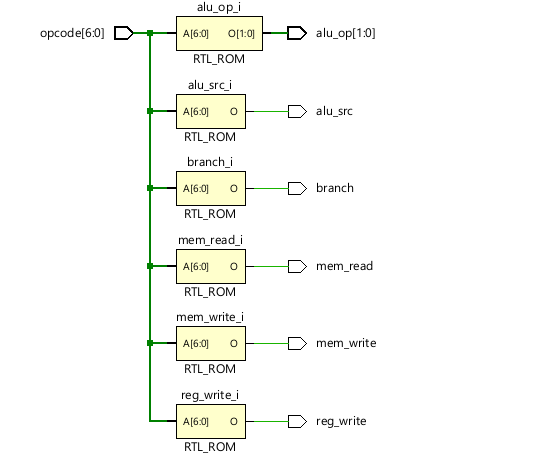 alu_op_i
opcode[6:0] A[6:0] O[1:0] alu_op[1:0]
RTL_ROM
alu_src_i
A[6:0] O alu_src
RTL_ROM
branch_i
A[6:0] O branch
RTL_ROM
mem_read_i
A[6:0] O mem_read
RTL_ROM
mem_write_i
A[6:0] O mem_write
RTL_ROM
reg_write_i
A[6:0] O reg_write
RTL_ROM